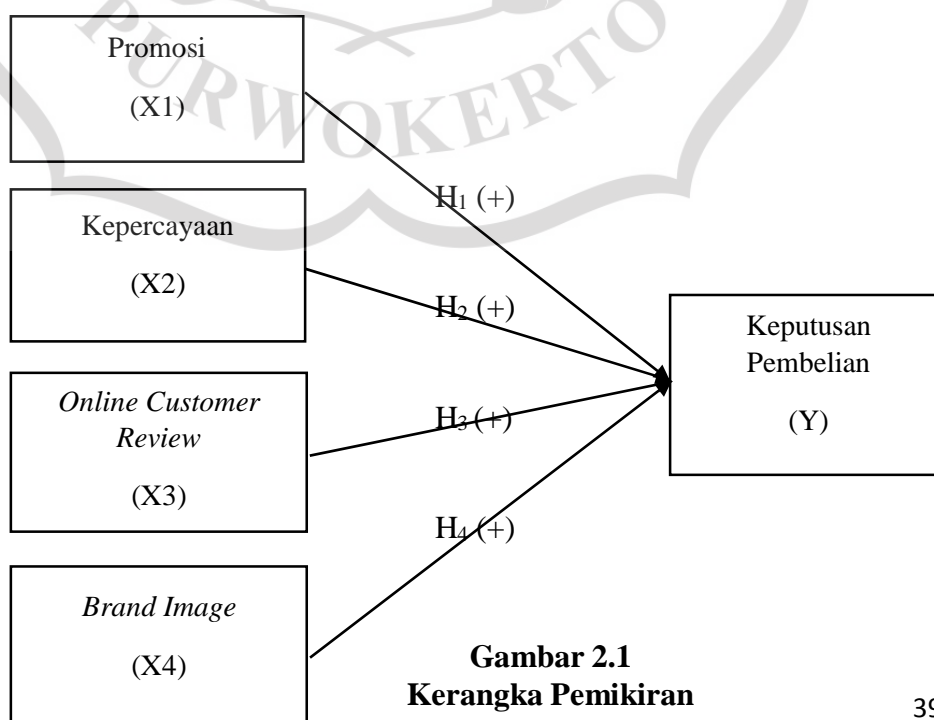 PURWOKERTO
Promosi
(X1)
H₁ (+)
Kepercayaan
(X2)
H₂ (+)
Keputusan
Pembelian
(Y)
Online Customer
Review
(X3)
H₃ (+)
H₄ (+)
Brand Image
(X4)
Gambar 2.1
Kerangka Pemikiran
39